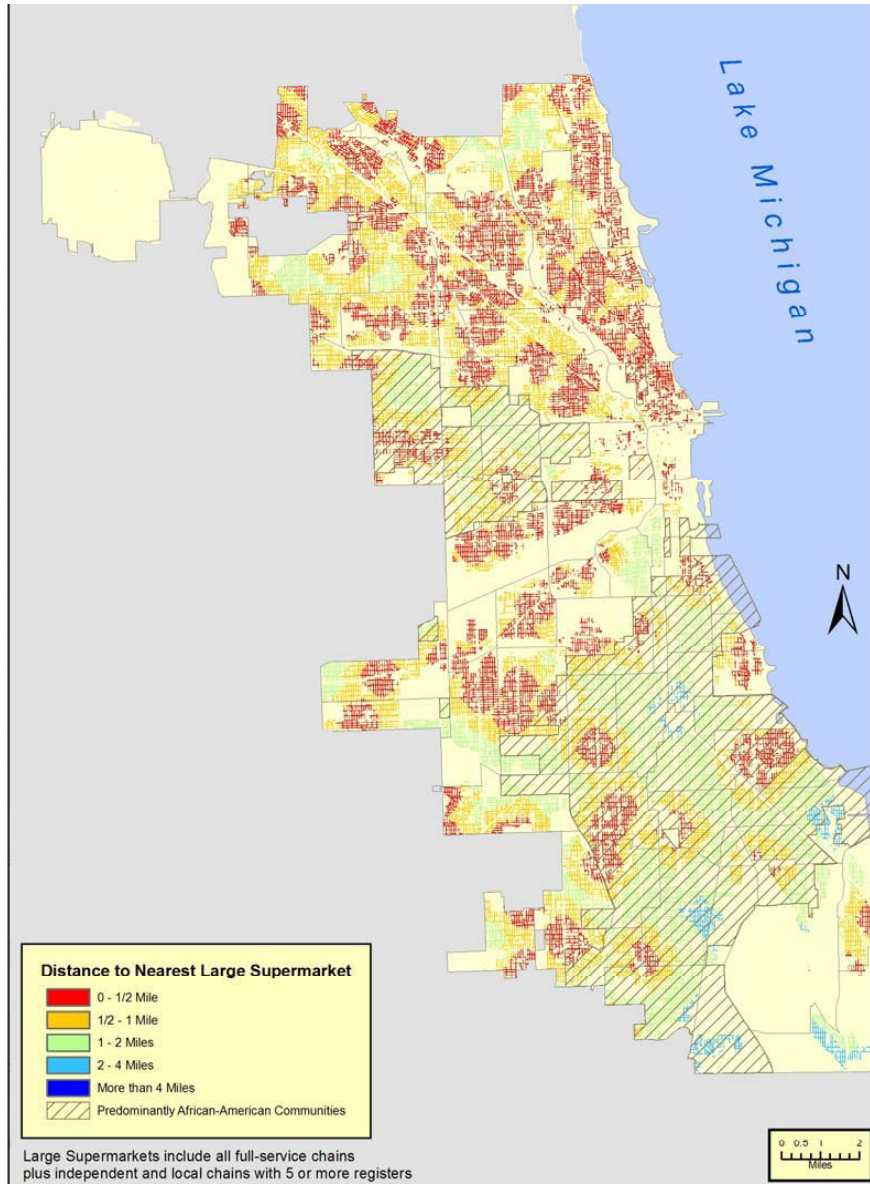 Lake Michigan
N
Distance to Nearest Large Supermarket
0 - 1/2 Mile
1/2 - 1 Mile
1 - 2 Miles
2 - 4 Miles
More than 4 Miles
Predominantly African-American Communities
Large Supermarkets include all full-service chains
plus independent and local chains with 5 or more registers
0 0.5 1 2
Miles